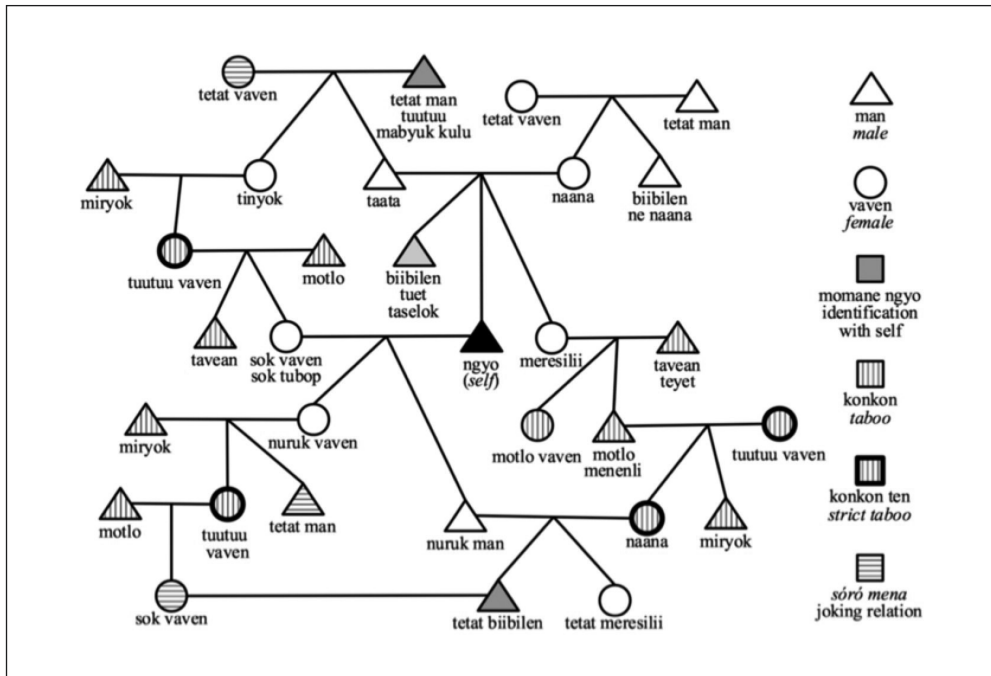 tetat vaven
tetat man
tuutuu
mabyuk kulu
tetat vaven
tetat man
man
male
miryok
tinyok
taata
naana
biibilen
ne naana
vaven
female
tuutuu vaven
motlo
biibilen
tuet
taselok
momane ngyo
identification
with self
tavean
sok vaven
sok tubop
ngyo
(self)
meresilii
tavean
teyet
konkon
taboo
miryok
nuruk vaven
motlo vaven
motlo
menenli
tuutuu vaven
konkon ten
strict taboo
motlo
tuutuu
vaven
tetat man
nuruk man
naana
miryok
sok vaven
tetat biibilen
tetat meresilii
sóró mena
joking relation